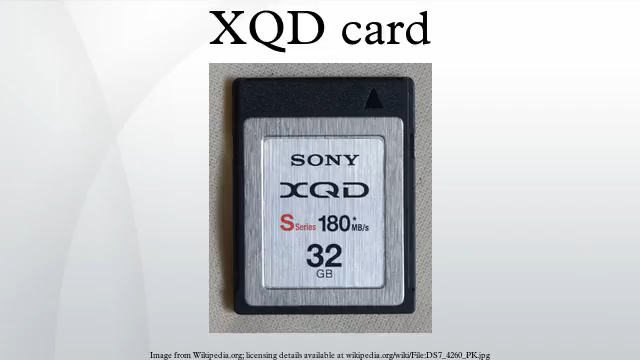 XQD card
SONY
XQD
S Series 180* MB/s
32
GB
Image from Wikipedia.org; licensing details available at wikipedia.org/wiki/File:DS7_4260_PK.jpg